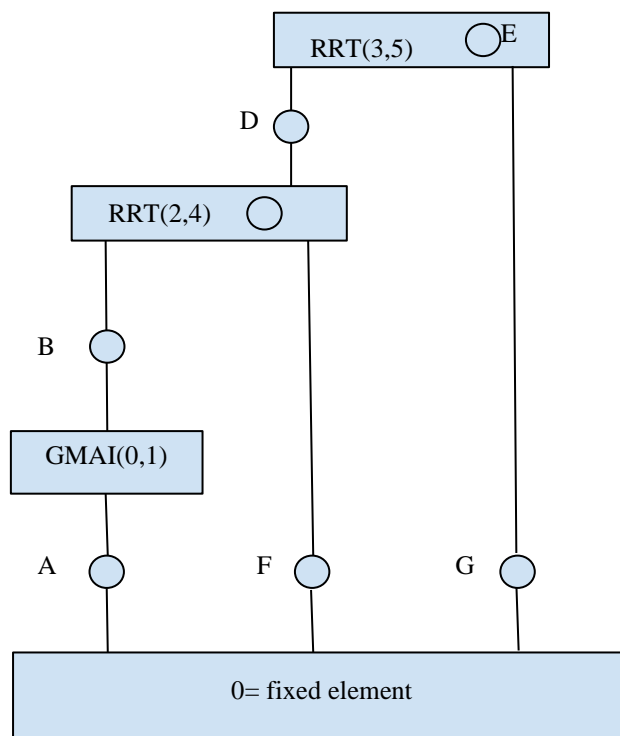 RRT(3,5)
E
D
RRT(2,4)
B
GMAI(0,1)
A
F
G
0= fixed element